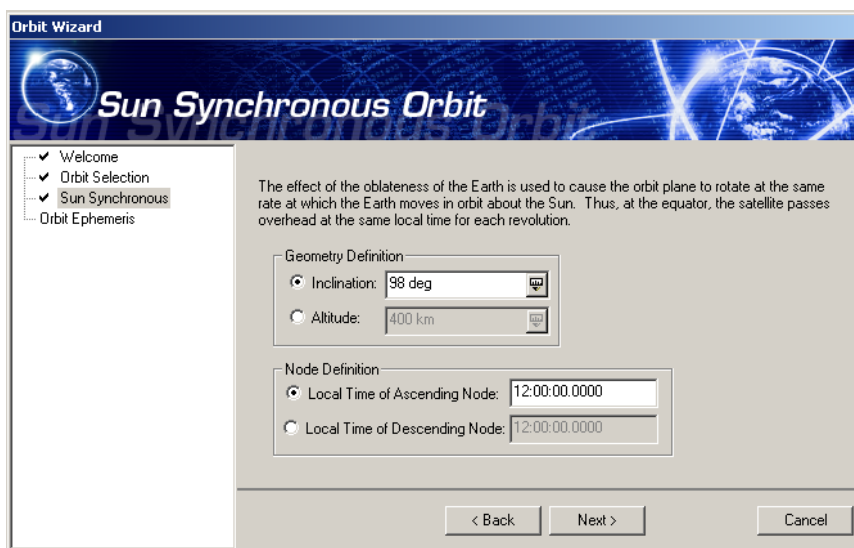 Orbit Wizard
Sun Synchronous Orbit
Welcome
Orbit Selection
Sun Synchronous
Orbit Ephemeris
The effect of the oblateness of the Earth is used to cause the orbit plane to rotate at the same
rate at which the Earth moves in orbit about the Sun. Thus, at the equator, the satellite passes
overhead at the same local time for each revolution.
Geometry Definition
Inclination: 98 deg
Altitude: 400 km
Node Definition
Local Time of Ascending Node: 12:00:00.0000
Local Time of Descending Node: 12:00:00.0000
< Back Next > Cancel